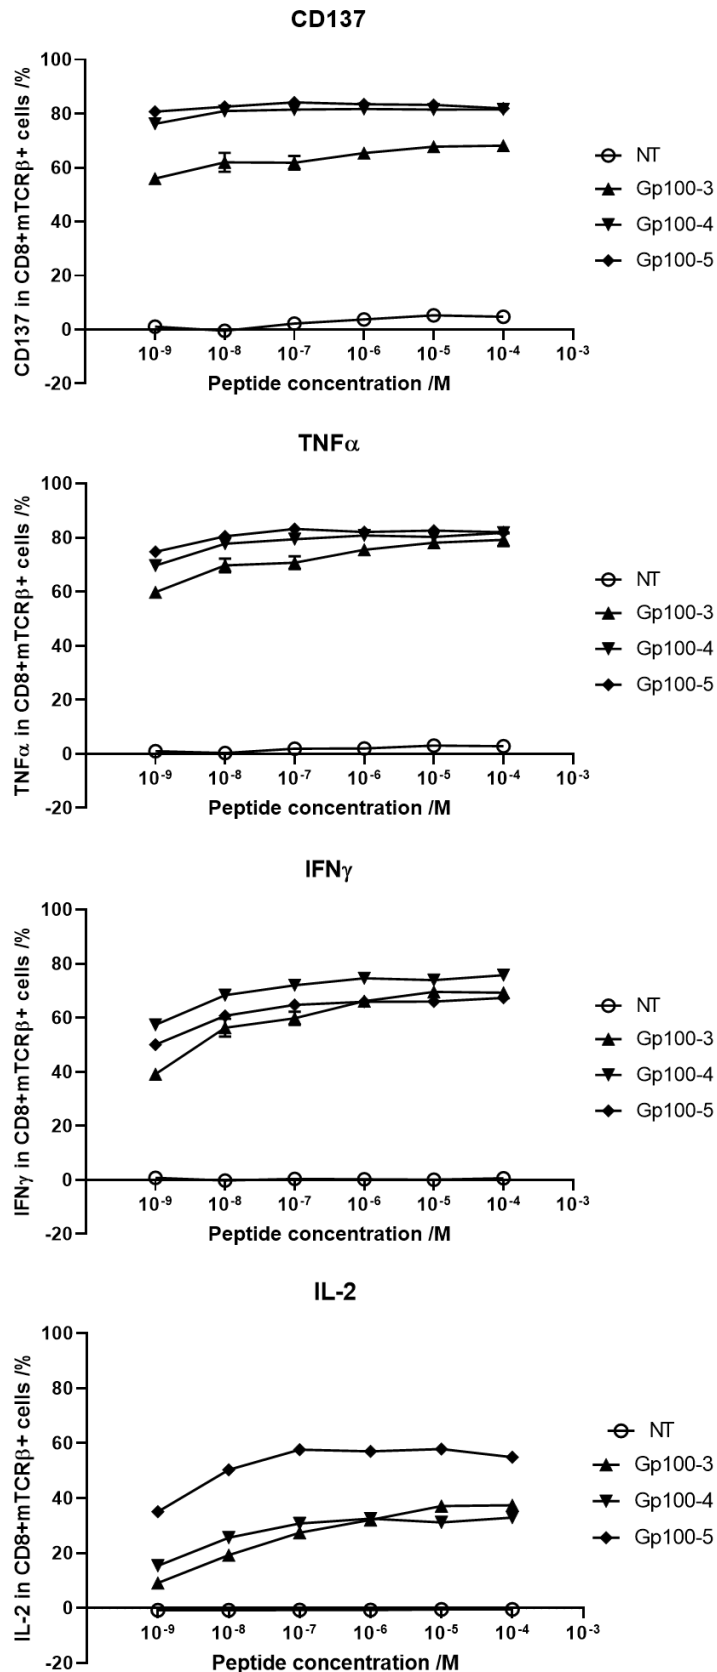 CD137
CD137 in CD8+mTCRβ+ cells /%
100
80
60
40
20
0
-20
10-9
10-8
10-7
10-6
10-5
10-4
10-3
Peptide concentration /M
NT
Gp100-3
Gp100-4
Gp100-5
TNFα
TNFα in CD8+mTCRβ+ cells /%
100
80
60
40
20
0
-20
10-9
10-8
10-7
10-6
10-5
10-4
10-3
Peptide concentration /M
NT
Gp100-3
Gp100-4
Gp100-5
IFNγ
IFNγ in CD8+mTCRβ+ cells /%
100
80
60
40
20
0
-20
10-9
10-8
10-7
10-6
10-5
10-4
10-3
Peptide concentration /M
NT
Gp100-3
Gp100-4
Gp100-5
IL-2
IL-2 in CD8+mTCRβ+ cells /%
100
80
60
40
20
0
-20
10-9
10-8
10-7
10-6
10-5
10-4
10-3
Peptide concentration /M
NT
Gp100-3
Gp100-4
Gp100-5